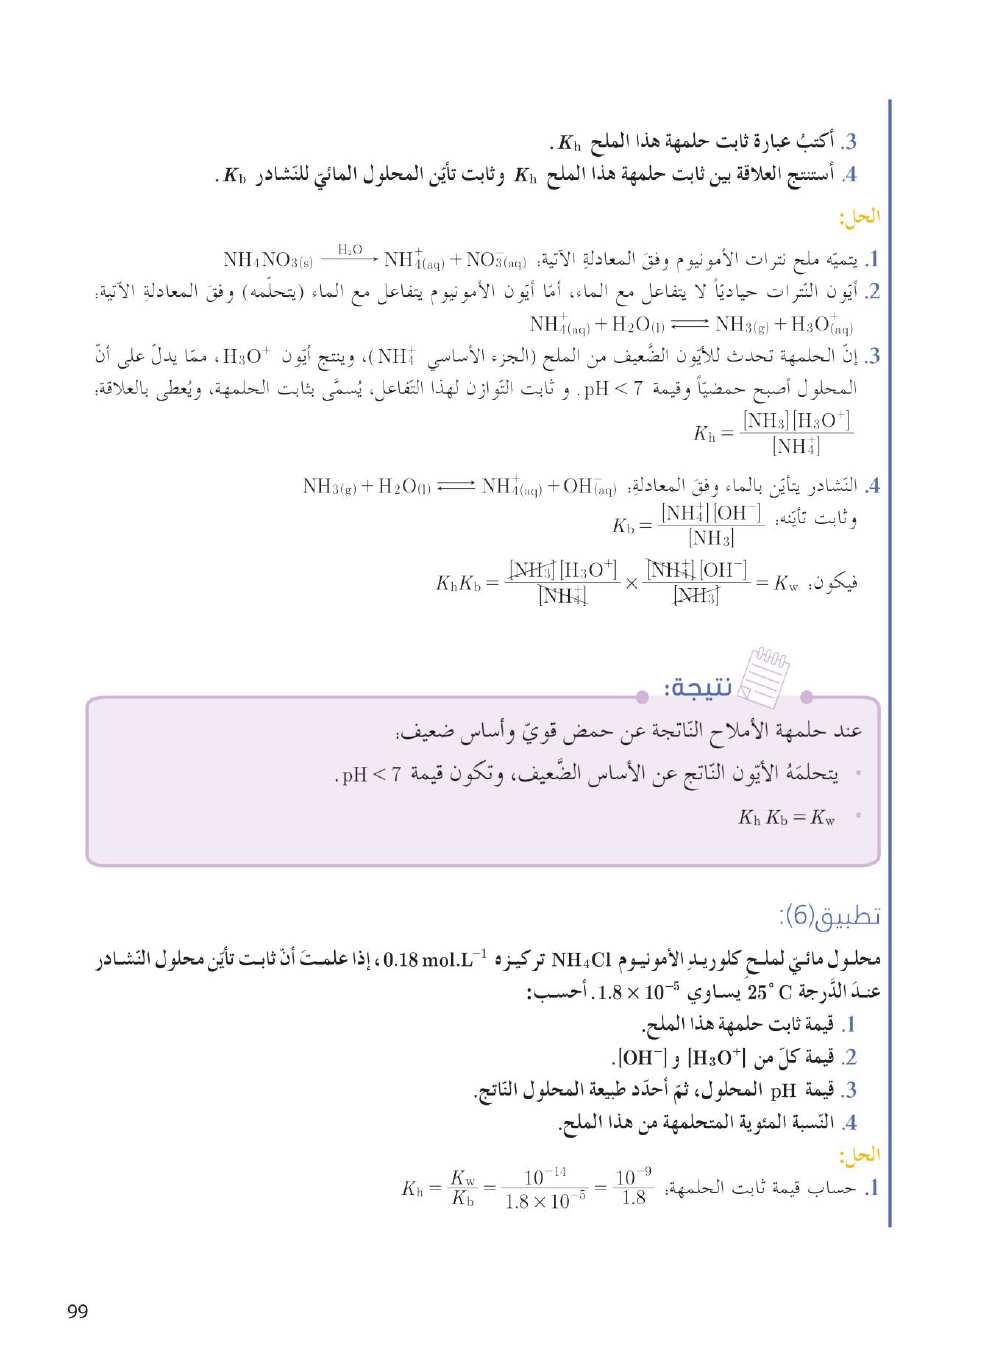 3. أكتبُ عبارة ثابت حلمهة هذا الملح Kh .
4. أستنتج العلاقة بين ثابت حلمهة هذا الملح Kh وثابت تأيّن المحلول المائيّ للنّشادر Kb .
الحل:
1. يتميّه ملح نترات الأمونيوم وفقَ المعادلةِ الآتية: NH4NO3(s) —H2O→ NH4+(aq) + NO3−(aq)
2. أيّون النّترات حياديّاً لا يتفاعل مع الماء، أمّا أيّون الأمونيوم يتفاعل مع الماء (يتحلّمه) وفقَ المعادلة الآتية:
NH4+(aq) + H2O(l) ⇌ NH3(g) + H3O+(aq)
3. إنّ الحلمهة تحدث للأيّون الضّعيف من الملح (الجزء الأساسي NH4+)، وينتج أيّون H3O+ ، ممّا يدلّ على أنّ
المحلول أصبح حمضيّاً وقيمة pH < 7 . و ثابت التّوازن لهذا التّفاعل، يُسمَّى بثابت الحلمهة، ويُعطى بالعلاقة:
Kh = [NH3][H3O+] / [NH4+]
4. النّشادر يتأيّن بالماء وفقَ المعادلةِ: NH3(g) + H2O(l) ⇌ NH4+(aq) + OH−(aq)
وثابت تأيّنه: Kb = [NH4+][OH−] / [NH3]
فيكون: KhKb = [NH3][H3O+] / [NH4+] × [NH4+][OH−] / [NH3] = Kw
نتيجة:
عند حلمهة الأملاح النّاتجة عن حمض قويّ وأساس ضعيف:
• يتحلمَهُ الأيّون النّاتج عن الأساس الضَّعيف، وتكون قيمة pH < 7 .
• Kh Kb = Kw
تطبيق(6):
محلول مائيّ لملحِ كلوريد الأمونيوم NH4Cl تركيزه 0.18 mol.L−1 ، إذا علمتَ أنّ ثابت تأيّن محلول النّشادر
عندَ الدَّرجة 25°C يساوي 1.8 × 10−5 . أحسب:
1. قيمة ثابت حلمهة هذا الملح.
2. قيمة كلّ من [H3O+] و [OH−].
3. قيمة pH المحلول، ثمّ أحدّد طبيعة المحلول النّاتج.
4. النّسبة المئوية المتحلمهة من هذا الملح.
الحل:
1. حساب قيمة ثابت الحلمهة: Kh = Kw / Kb = 10−14 / 1.8 × 10−5 = 10−9 / 1.8
99